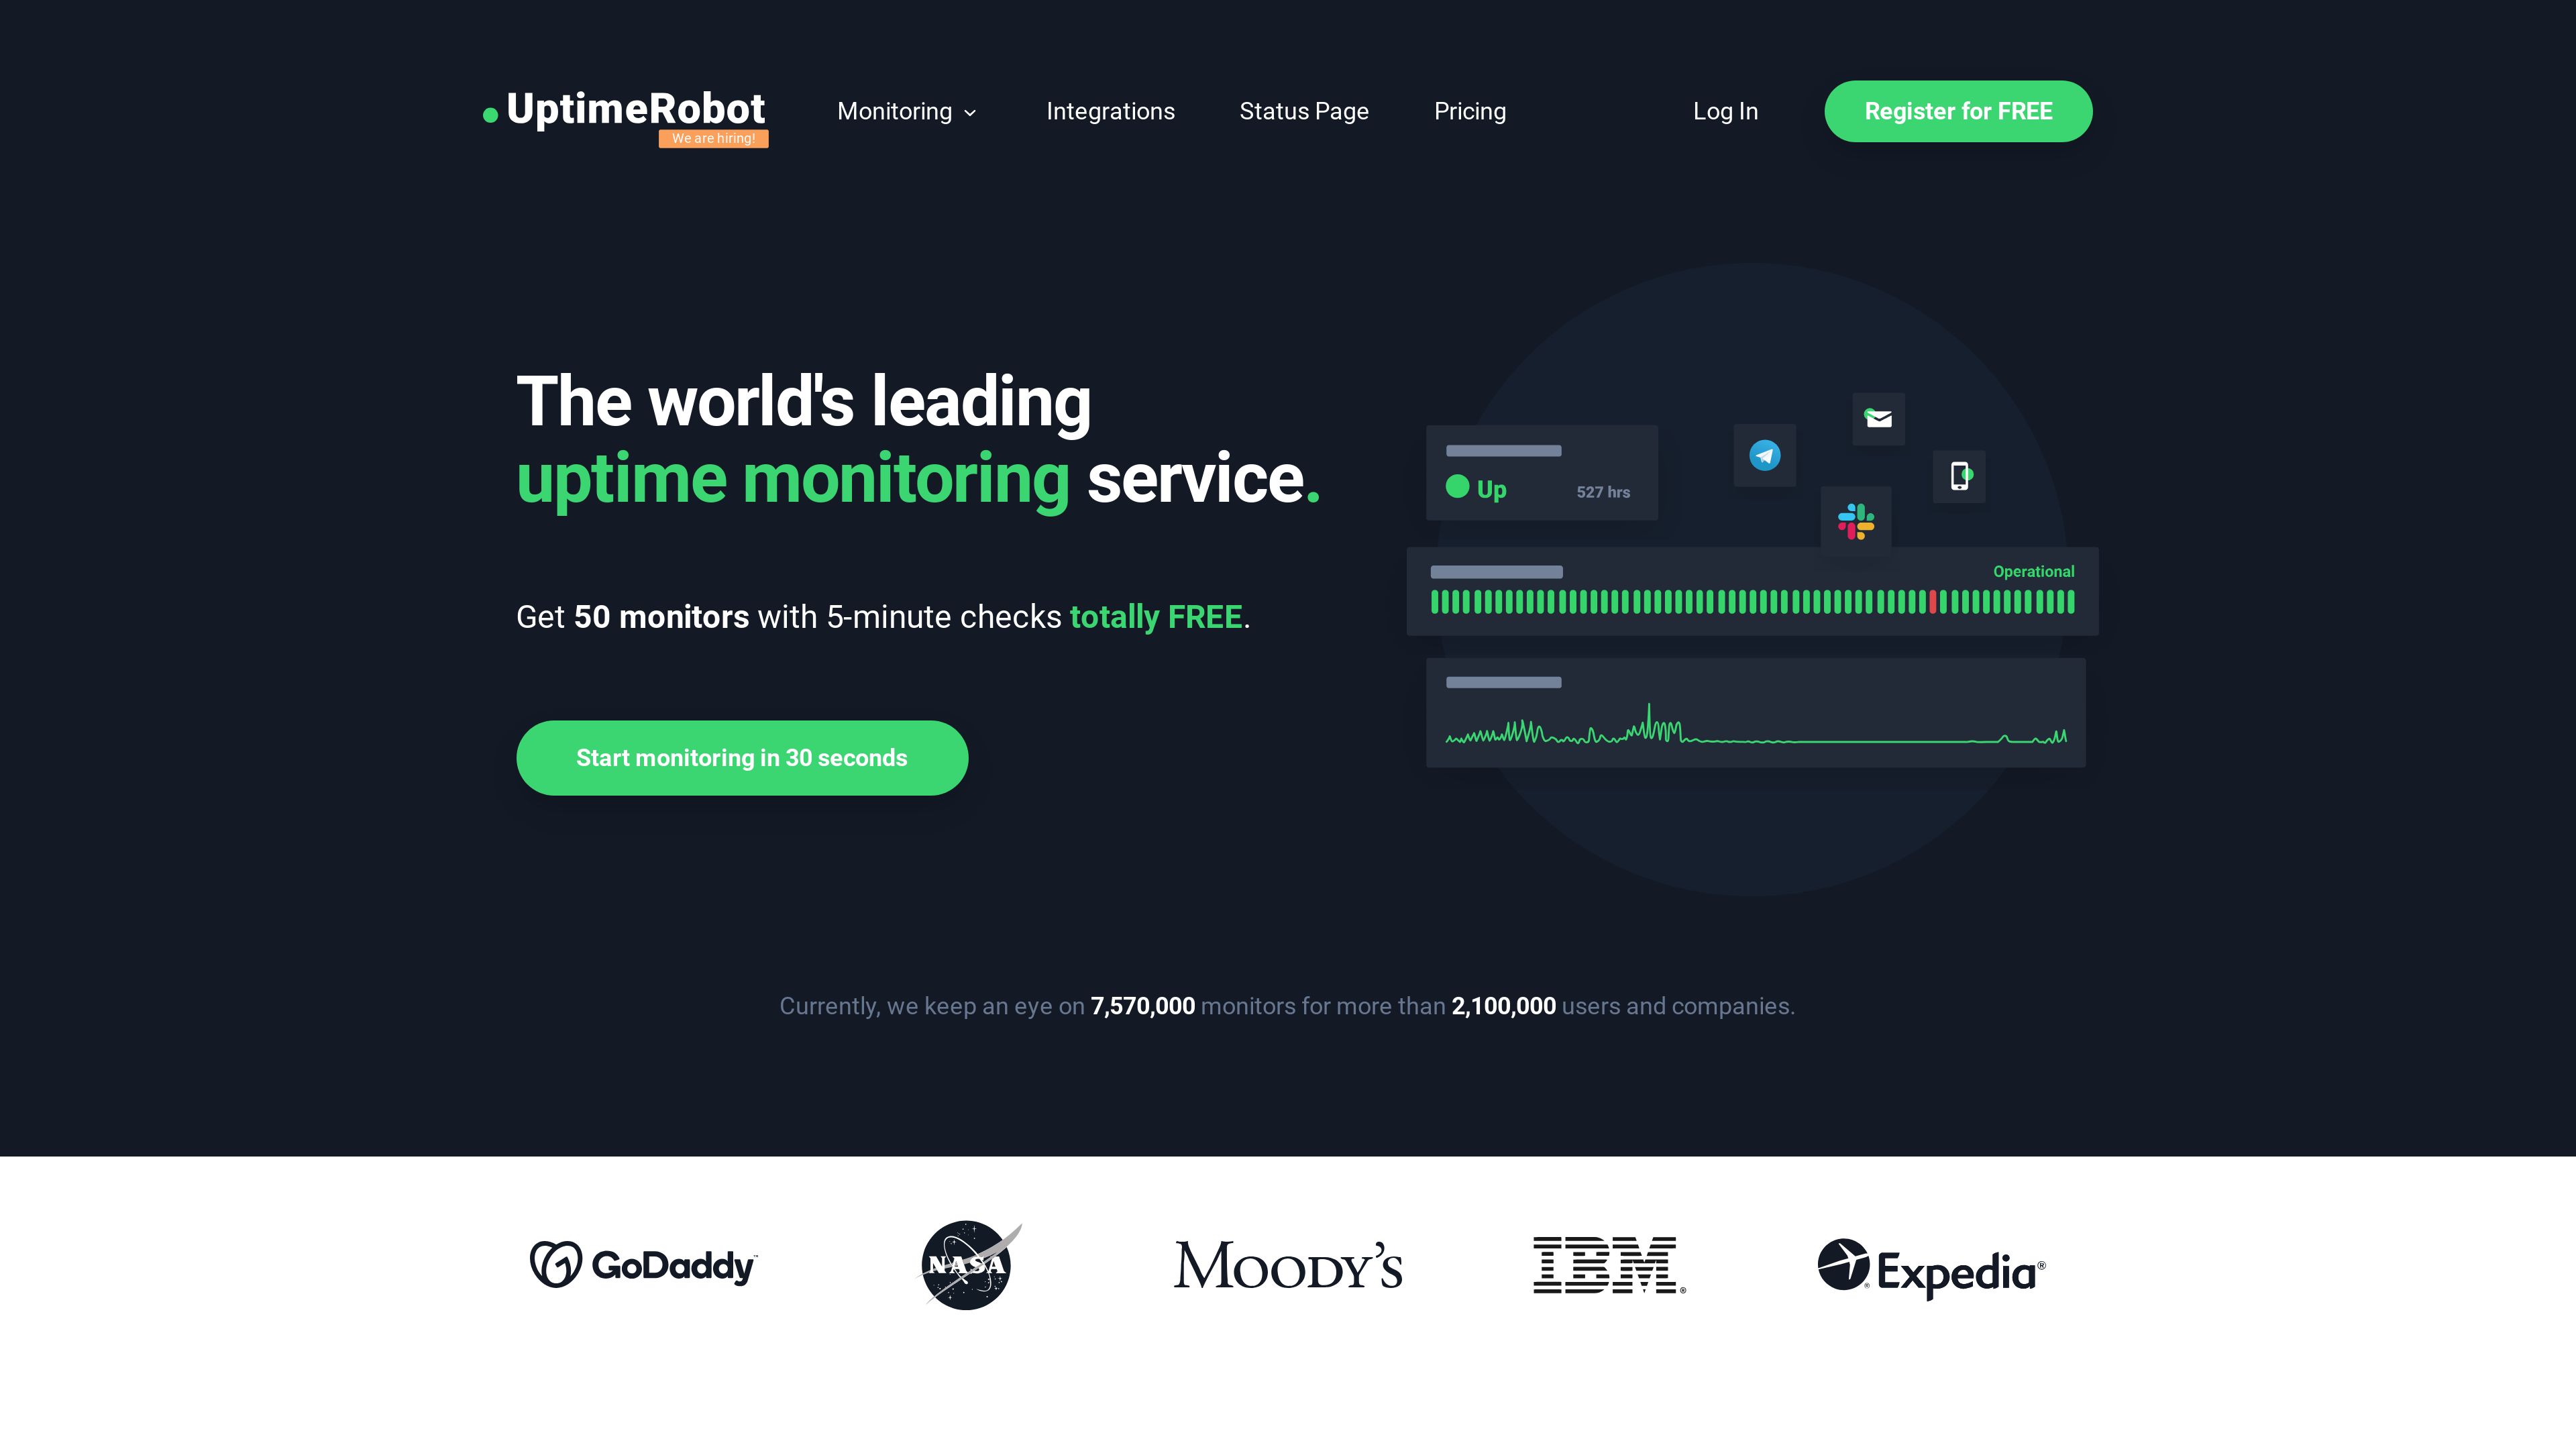 UptimeRobot
We are hiring!
Monitoring
Integrations
Status Page
Pricing
Log In
Register for FREE
The world's leading
uptime monitoring service.
Get 50 monitors with 5-minute checks totally FREE.
Start monitoring in 30 seconds
Up
527 hrs
Operational
Currently, we keep an eye on 7,570,000 monitors for more than 2,100,000 users and companies.
GoDaddy™
NASA
MOODY'S
IBM®
Expedia®